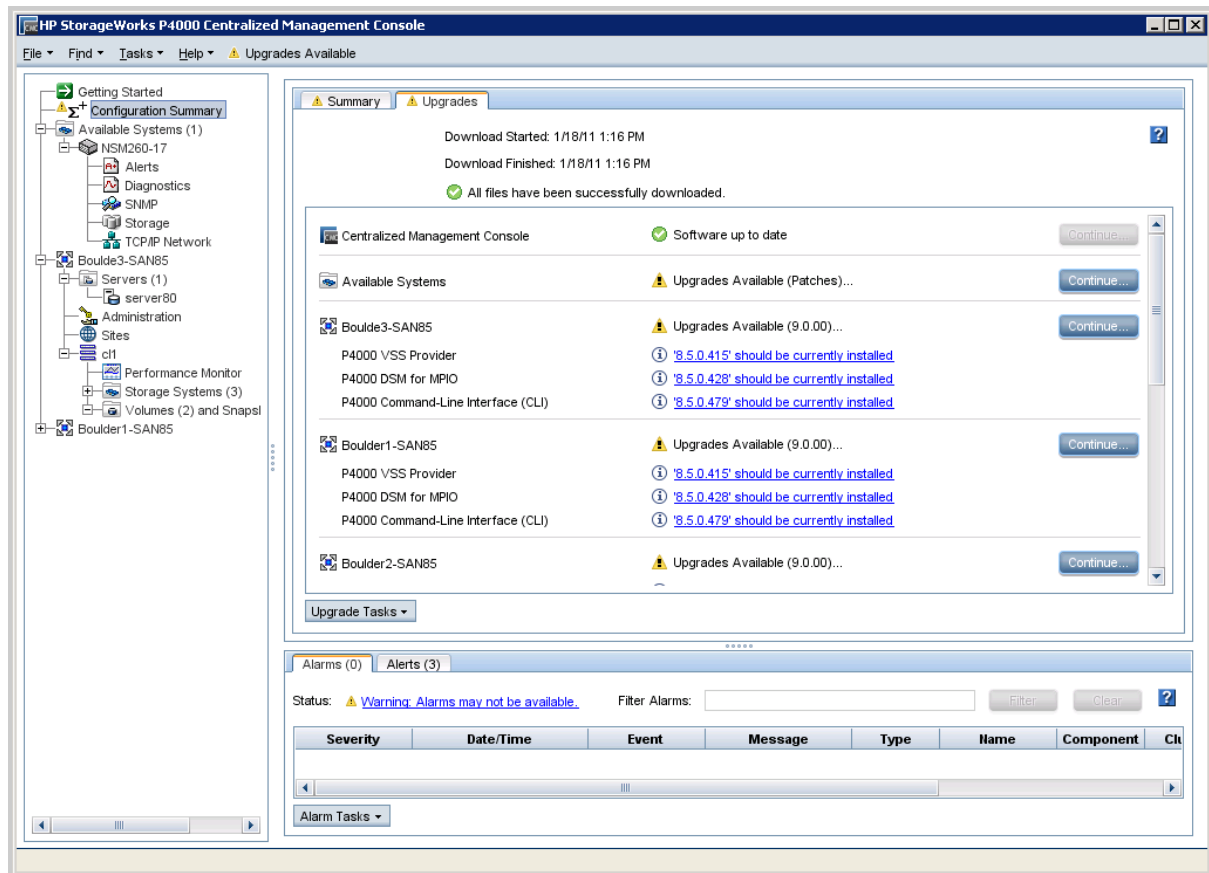 HP StorageWorks P4000 Centralized Management Console
File Find Tasks Help Upgrades Available
Getting Started
Configuration Summary
Available Systems (1)
NSM260-17
Alerts
Diagnostics
SNMP
Storage
TCP/IP Network
Boulde3-SAN85
Servers (1)
server80
Administration
Sites
cl1
Performance Monitor
Storage Systems (3)
Volumes (2) and Snapsl
Boulder1-SAN85
Summary Upgrades
Download Started: 1/18/11 1:16 PM
Download Finished: 1/18/11 1:16 PM
All files have been successfully downloaded.
Centralized Management Console Software up to date Continue...
Available Systems Upgrades Available (Patches)... Continue...
Boulde3-SAN85 Upgrades Available (9.0.00)... Continue...
P4000 VSS Provider '8.5.0.415' should be currently installed
P4000 DSM for MPIO '8.5.0.428' should be currently installed
P4000 Command-Line Interface (CLI) '8.5.0.479' should be currently installed
Boulder1-SAN85 Upgrades Available (9.0.00)... Continue...
P4000 VSS Provider '8.5.0.415' should be currently installed
P4000 DSM for MPIO '8.5.0.428' should be currently installed
P4000 Command-Line Interface (CLI) '8.5.0.479' should be currently installed
Boulder2-SAN85 Upgrades Available (9.0.00)... Continue...
Upgrade Tasks
Alarms (0) Alerts (3)
Status: Warning: Alarms may not be available. Filter Alarms: Filter Clear
Severity Date/Time Event Message Type Name Component Clu
Alarm Tasks